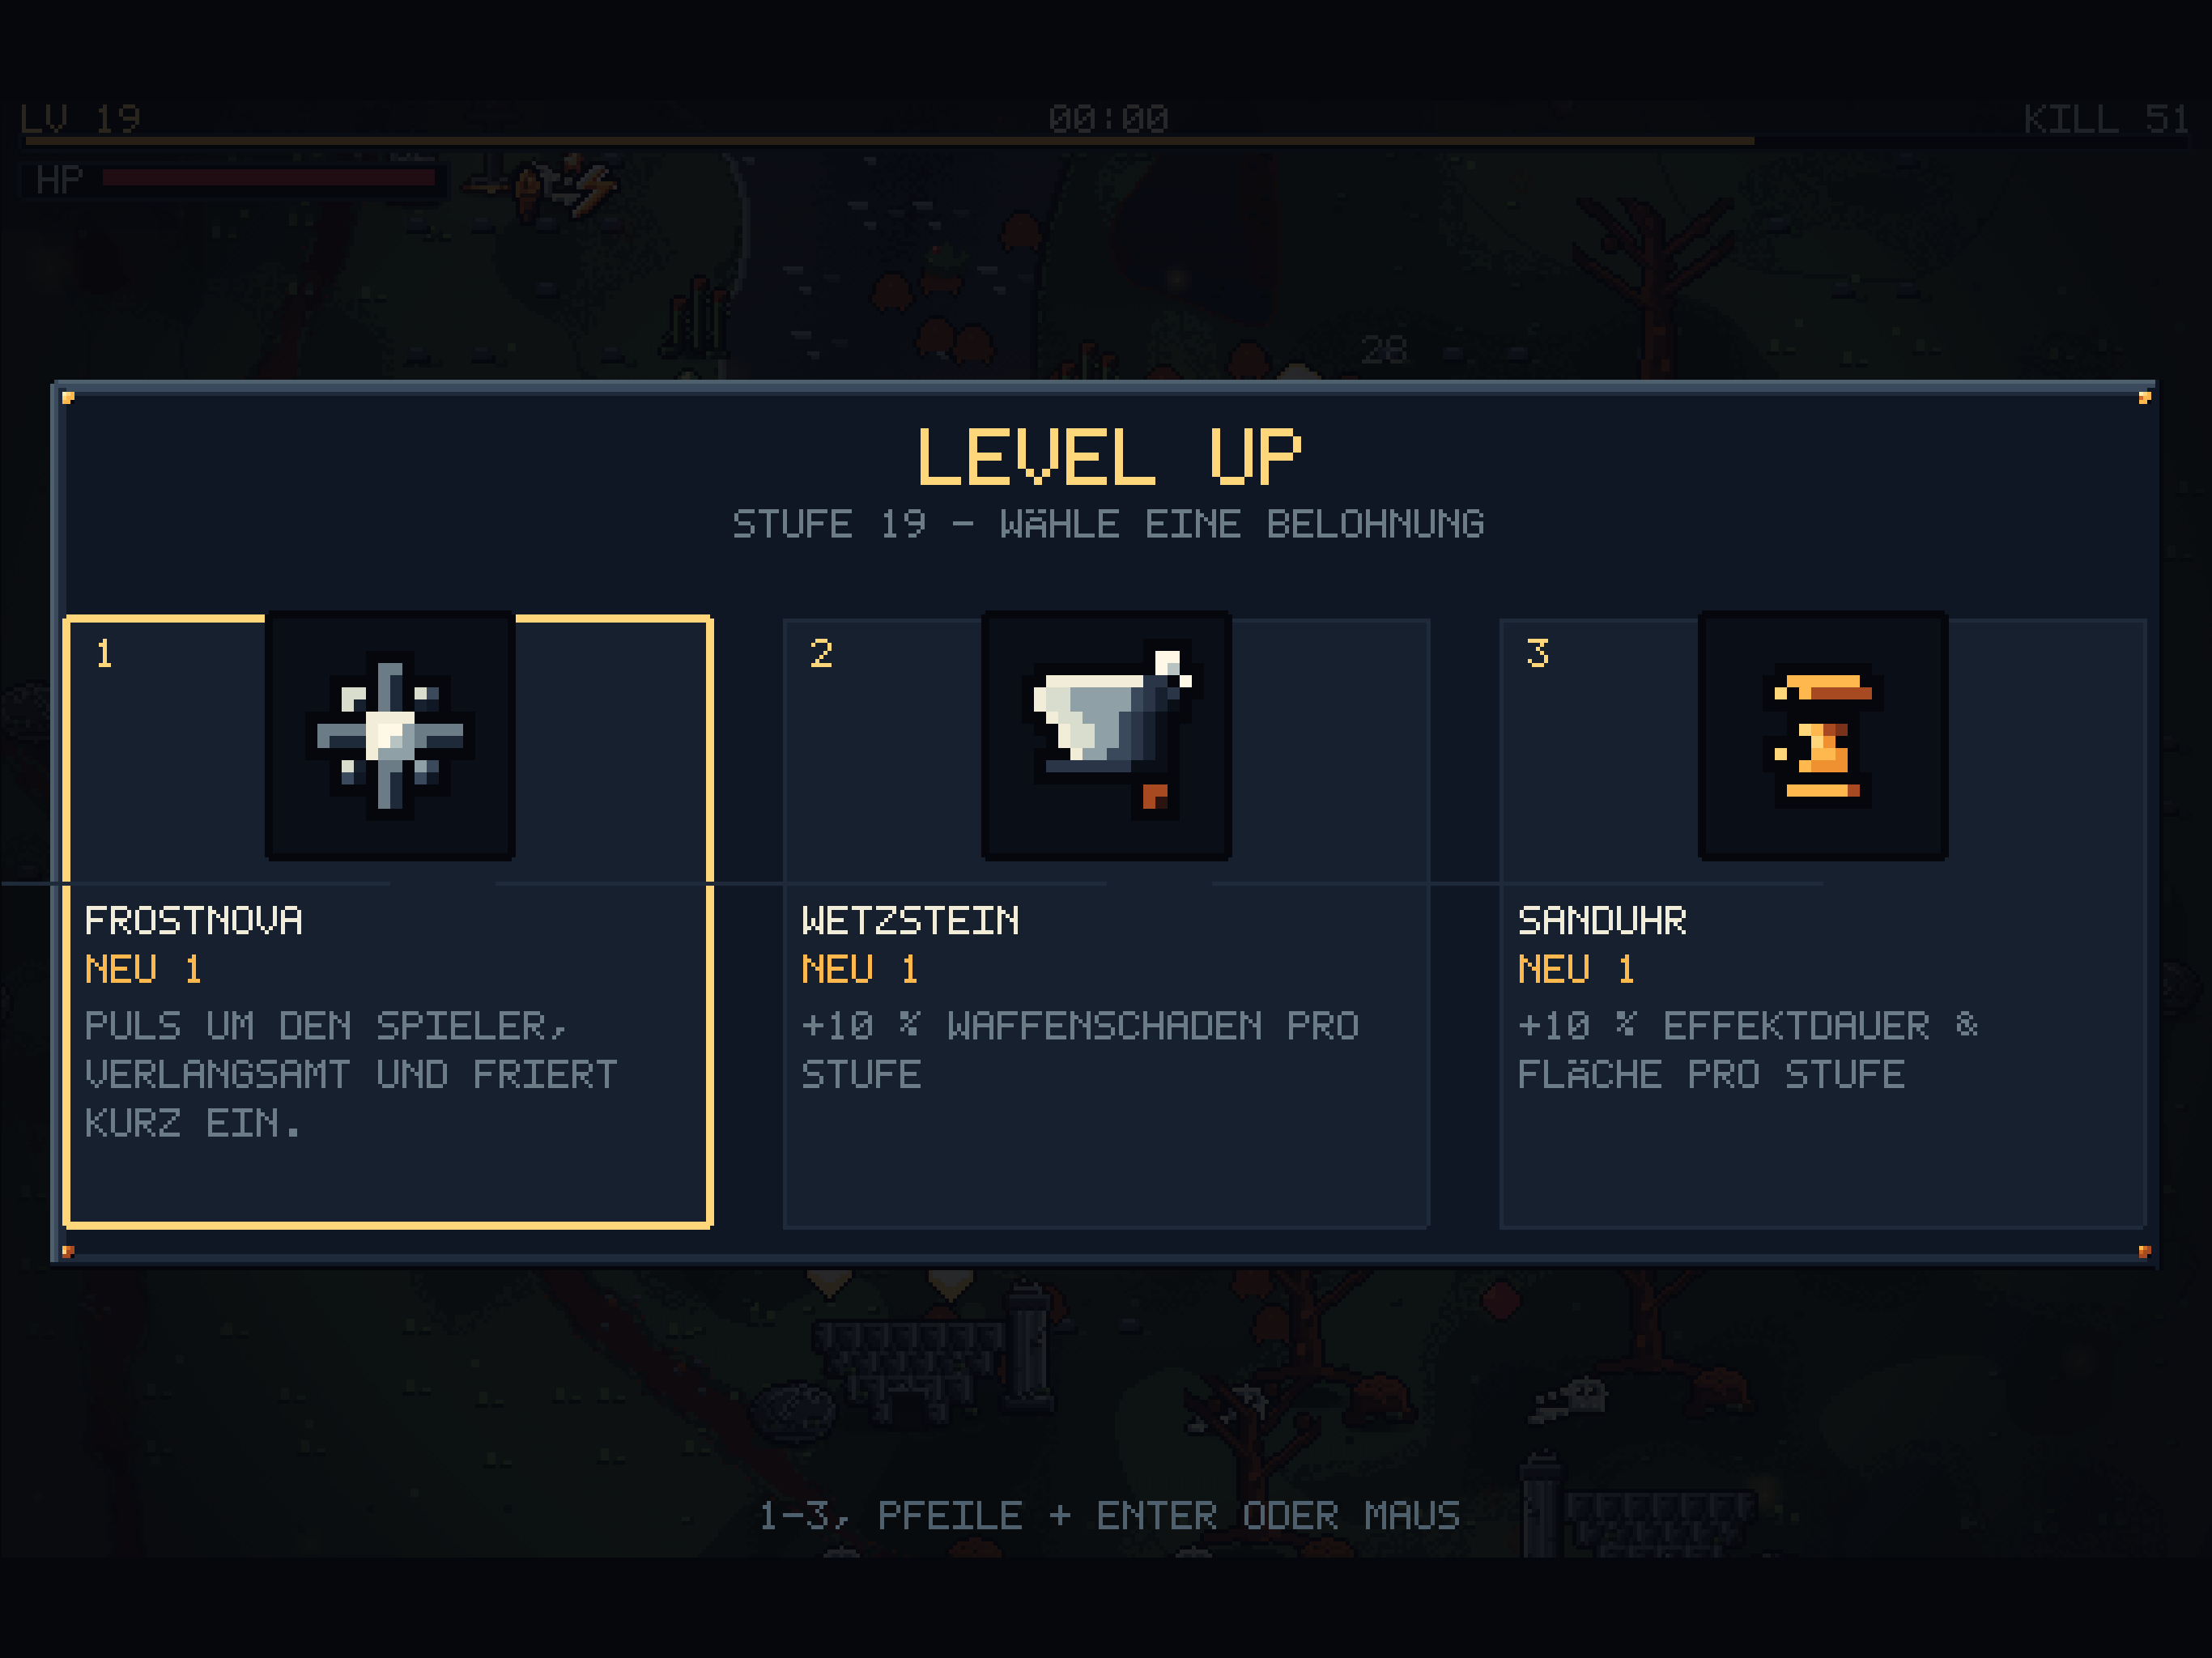 LV 19
00:00
KILL 51
HP
28
LEVEL UP
STUFE 19 - WÄHLE EINE BELOHNUNG
1
2
3
FROSTNOVA
NEU 1
PULS UM DEN SPIELER,
VERLANGSAMT UND FRIERT
KURZ EIN.
WETZSTEIN
NEU 1
+10 % WAFFENSCHADEN PRO
STUFE
SANDUHR
NEU 1
+10 % EFFEKTDAUER &
FLÄCHE PRO STUFE
1-3, PFEILE + ENTER ODER MAUS